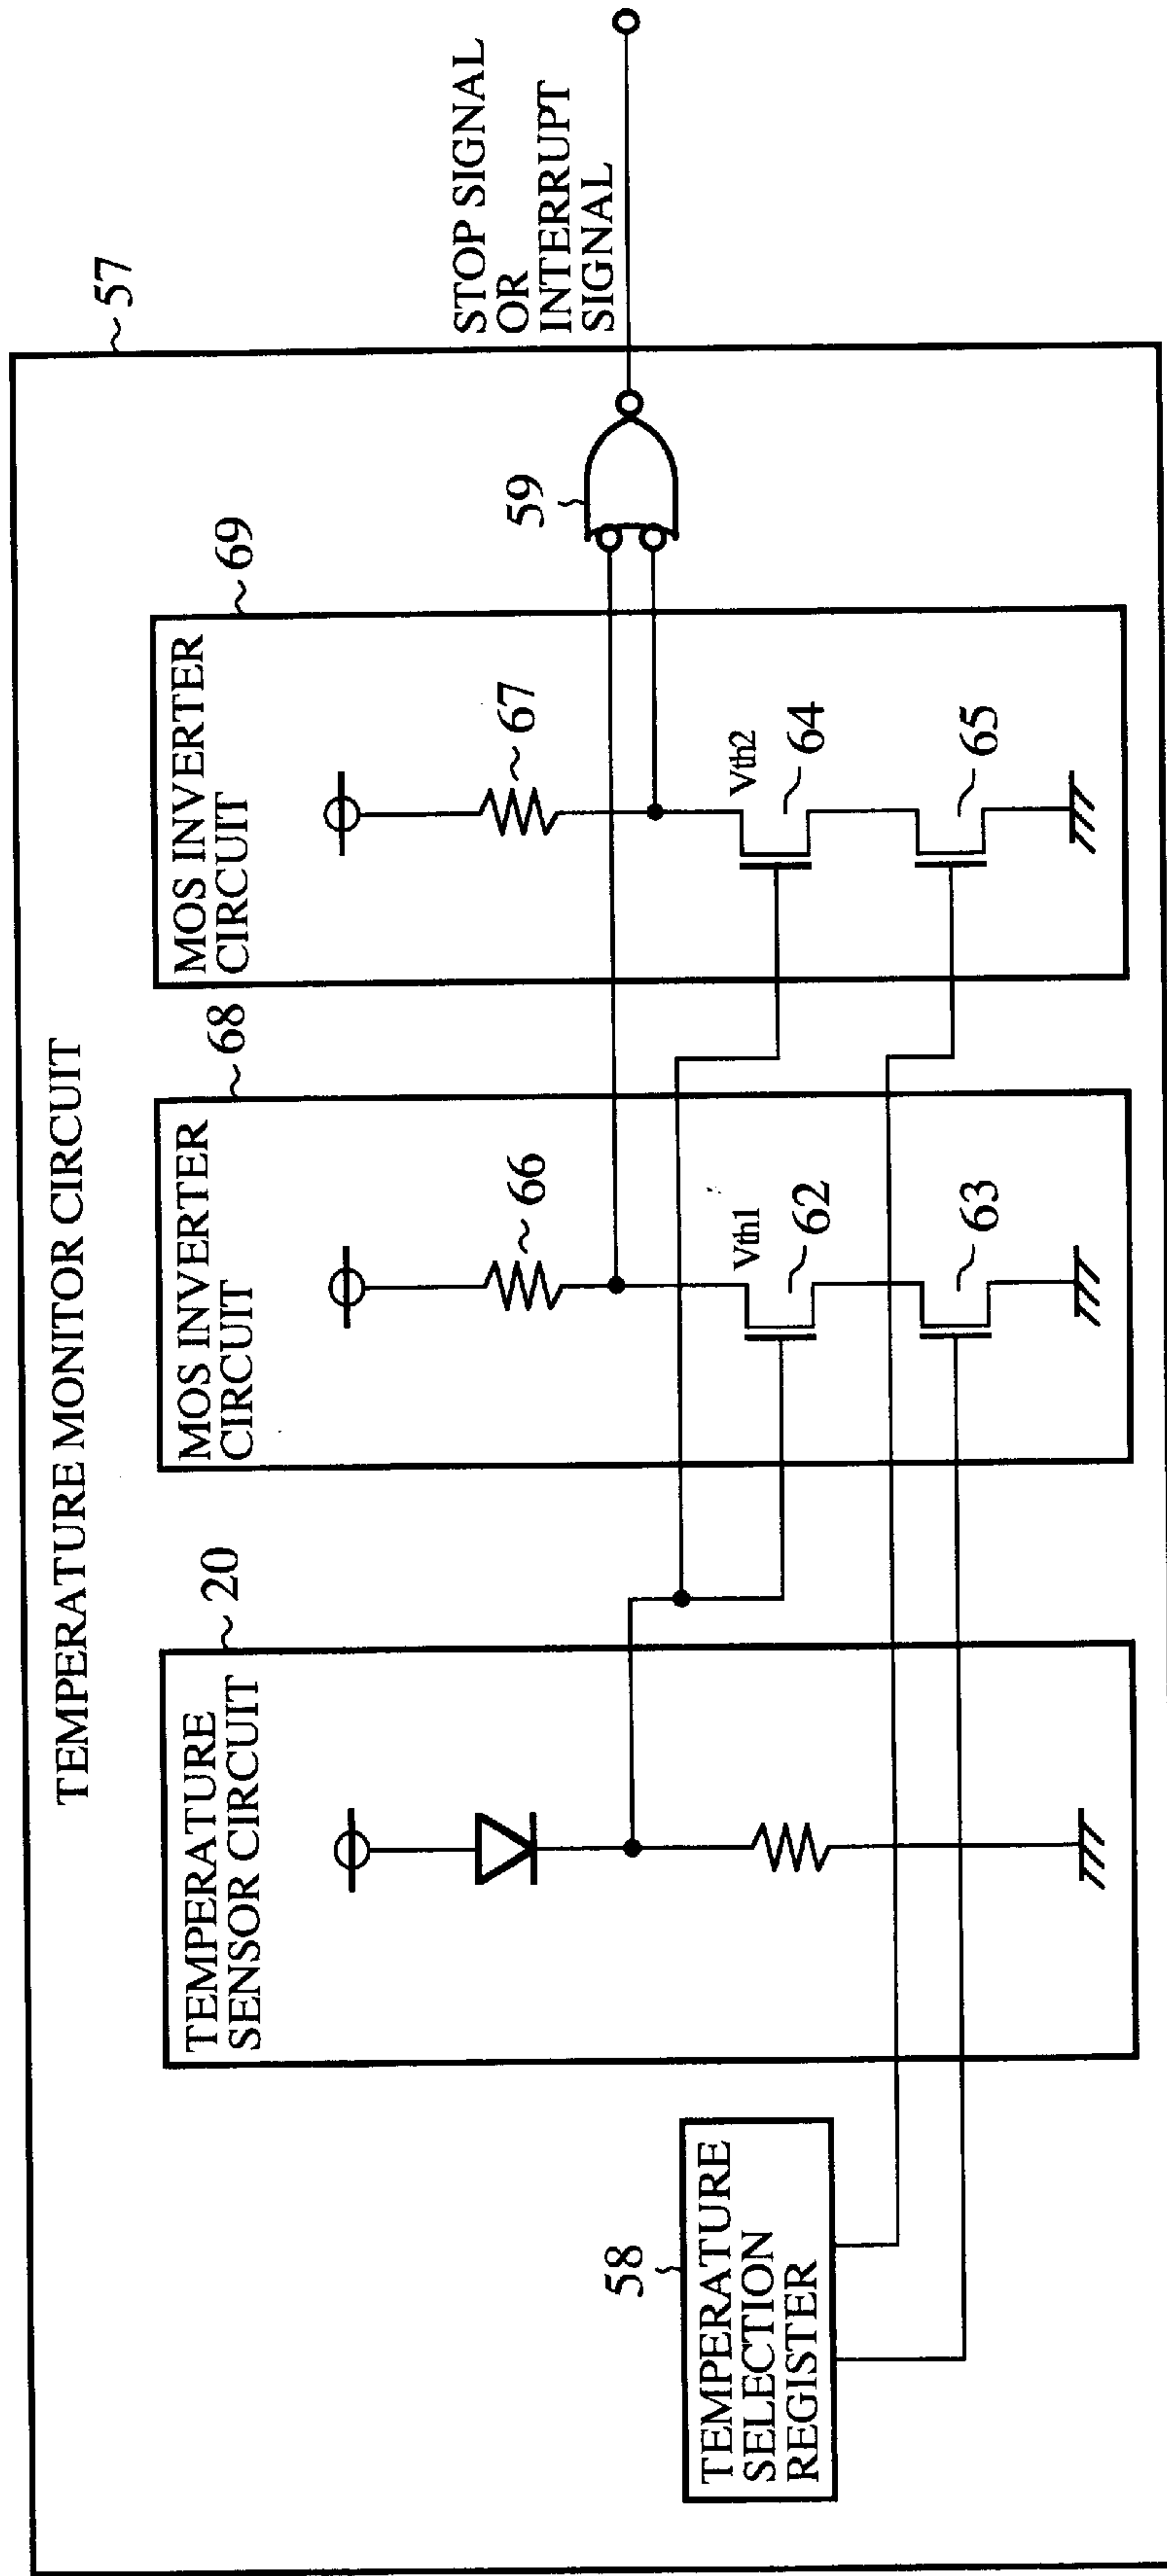 TEMPERATURE MONITOR CIRCUIT
57
TEMPERATURE
SELECTION
REGISTER
58
TEMPERATURE
SENSOR CIRCUIT
20
MOS INVERTER
CIRCUIT
68
66
Vth1
62
63
MOS INVERTER
CIRCUIT
69
67
Vth2
64
65
59
STOP SIGNAL
OR
INTERRUPT
SIGNAL